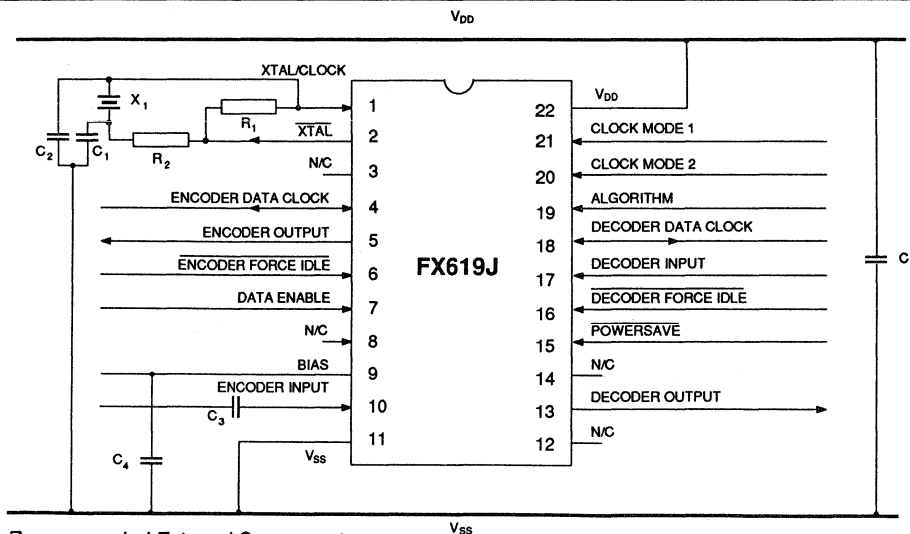 VDD
XTAL/CLOCK
X1
R1
C2
C1
R2
XTAL
N/C
ENCODER DATA CLOCK
ENCODER OUTPUT
ENCODER FORCE IDLE
DATA ENABLE
N/C
BIAS
ENCODER INPUT
C3
C4
VSS
1
2
3
4
5
6
7
8
9
10
11
FX619J
22
21
20
19
18
17
16
15
14
13
12
VDD
CLOCK MODE 1
CLOCK MODE 2
ALGORITHM
DECODER DATA CLOCK
DECODER INPUT
DECODER FORCE IDLE
POWERSAVE
N/C
DECODER OUTPUT
N/C
C
VSS